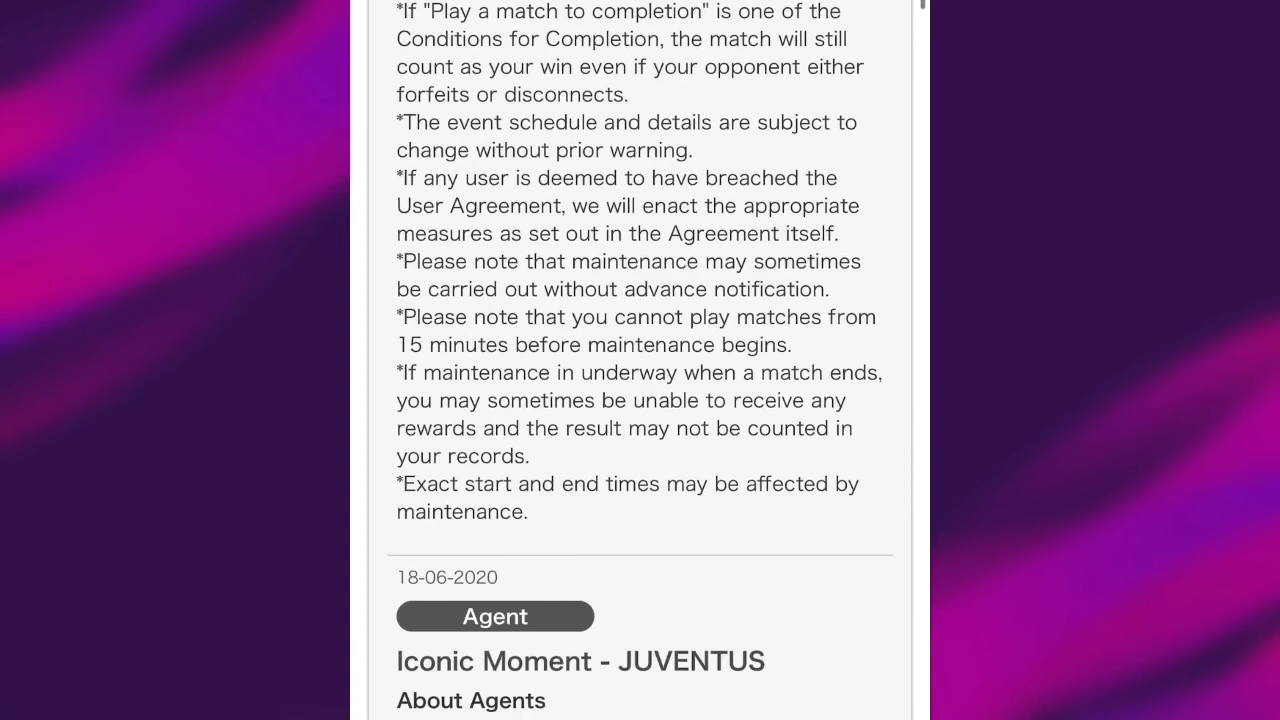 *If "Play a match to completion" is one of the
Conditions for Completion, the match will still
count as your win even if your opponent either
forfeits or disconnects.
*The event schedule and details are subject to
change without prior warning.
*If any user is deemed to have breached the
User Agreement, we will enact the appropriate
measures as set out in the Agreement itself.
*Please note that maintenance may sometimes
be carried out without advance notification.
*Please note that you cannot play matches from
15 minutes before maintenance begins.
*If maintenance in underway when a match ends,
you may sometimes be unable to receive any
rewards and the result may not be counted in
your records.
*Exact start and end times may be affected by
maintenance.
18-06-2020
Agent
Iconic Moment - JUVENTUS
About Agents